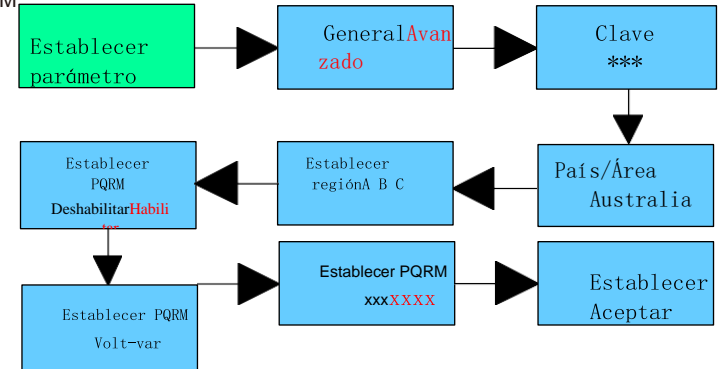 M
Establecer
parámetro
GeneralAvan
zado
Clave
***
País/Área
Australia
Establecer
regiónA B C
Establecer
PQRM
DeshabilitarHabili
tar
Establecer PQRM
Volt-var
Establecer PQRM
xxxXXXX
Establecer
Aceptar